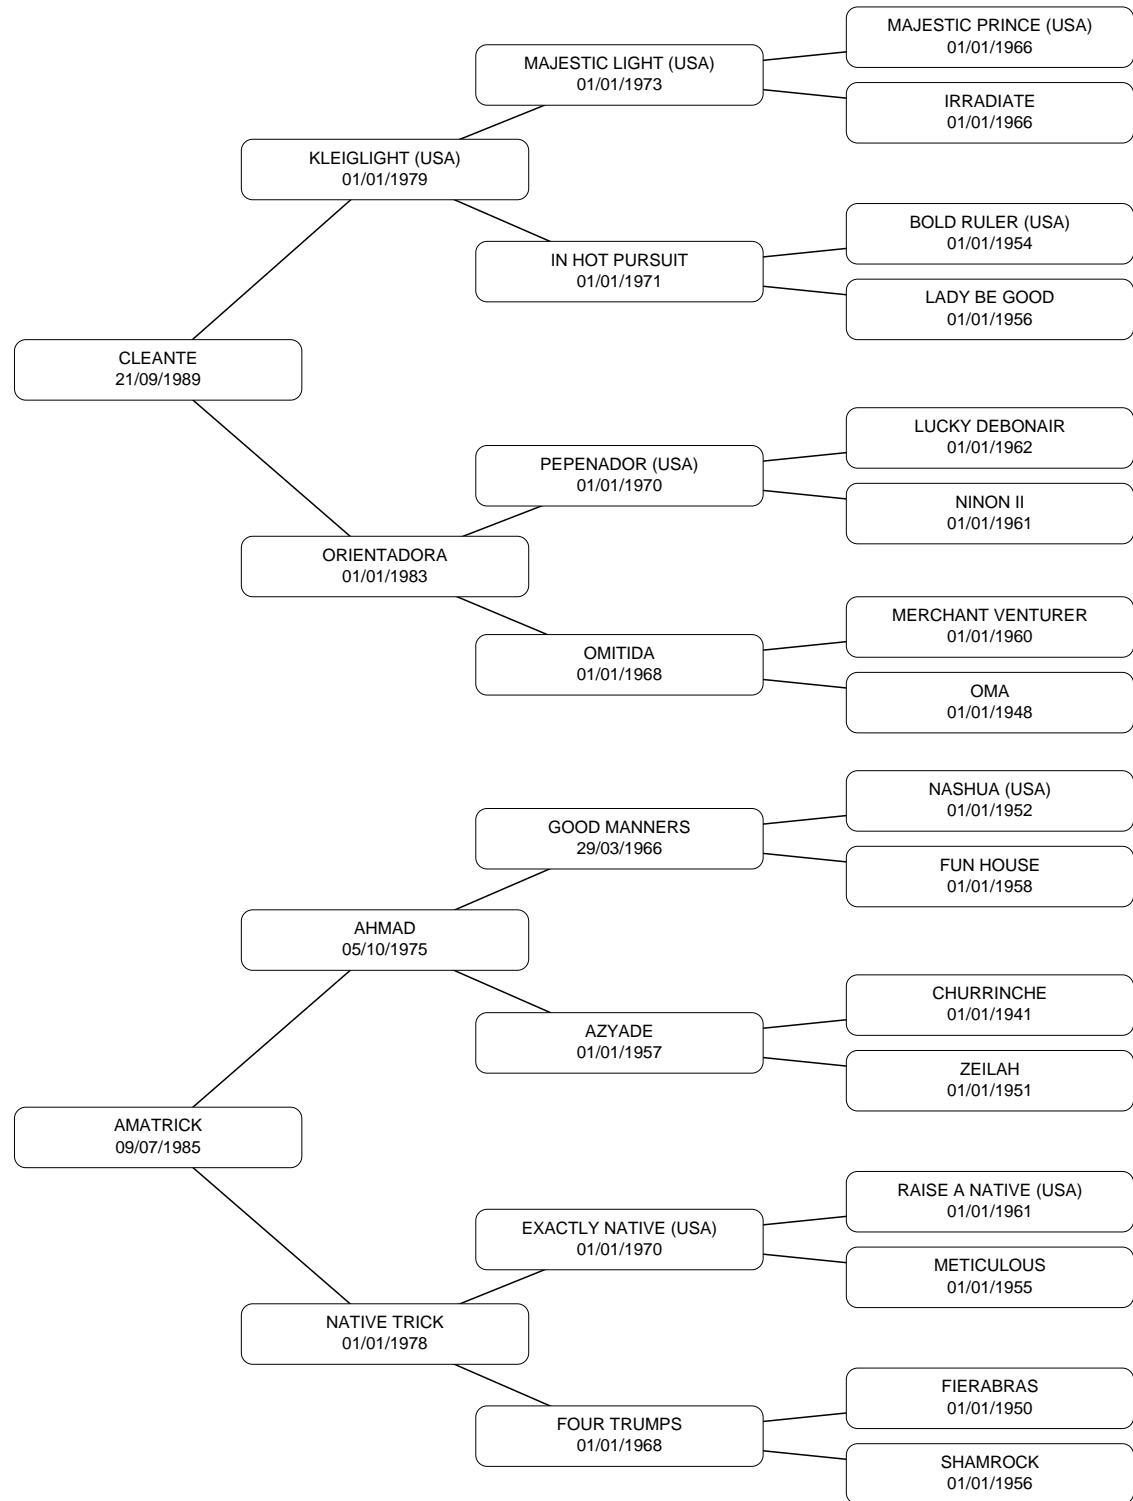 MAJESTIC PRINCE (USA)
01/01/1966
MAJESTIC LIGHT (USA)
01/01/1973
IRRADIATE
01/01/1966
KLEIGLIGHT (USA)
01/01/1979
BOLD RULER (USA)
01/01/1954
IN HOT PURSUIT
01/01/1971
LADY BE GOOD
01/01/1956
CLEANTE
21/09/1989
LUCKY DEBONAIR
01/01/1962
PEPENADOR (USA)
01/01/1970
NINON II
01/01/1961
ORIENTADORA
01/01/1983
MERCHANT VENTURER
01/01/1960
OMITIDA
01/01/1968
OMA
01/01/1948
NASHUA (USA)
01/01/1952
GOOD MANNERS
29/03/1966
FUN HOUSE
01/01/1958
AHMAD
05/10/1975
CHURRINCHE
01/01/1941
AZYADE
01/01/1957
ZEILAH
01/01/1951
AMATRICK
09/07/1985
RAISE A NATIVE (USA)
01/01/1961
EXACTLY NATIVE (USA)
01/01/1970
METICULOUS
01/01/1955
NATIVE TRICK
01/01/1978
FIERABRAS
01/01/1950
FOUR TRUMPS
01/01/1968
SHAMROCK
01/01/1956